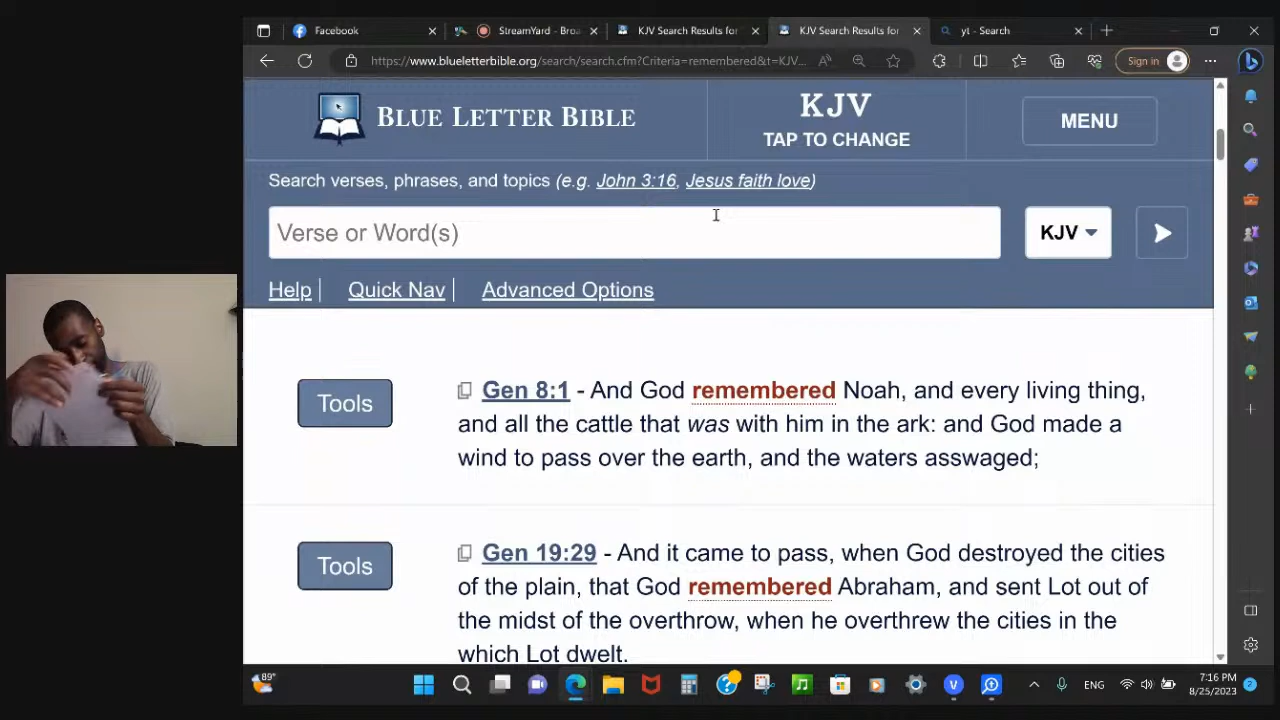 Facebook
StreamYard - Broa
KJV Search Results for
KJV Search Results for
yt - Search
https://www.blueletterbible.org/search/search.cfm?Criteria=remembered&t=KJV...
Sign in
BLUE LETTER BIBLE
KJV
TAP TO CHANGE
MENU
Search verses, phrases, and topics (e.g. John 3:16, Jesus faith love)
Verse or Word(s)
KJV
Help | Quick Nav | Advanced Options
Tools
Gen 8:1 - And God remembered Noah, and every living thing,
and all the cattle that was with him in the ark: and God made a
wind to pass over the earth, and the waters asswaged;
Tools
Gen 19:29 - And it came to pass, when God destroyed the cities
of the plain, that God remembered Abraham, and sent Lot out of
the midst of the overthrow, when he overthrew the cities in the
which Lot dwelt.
89°
ENG
7:16 PM
8/25/2023
2